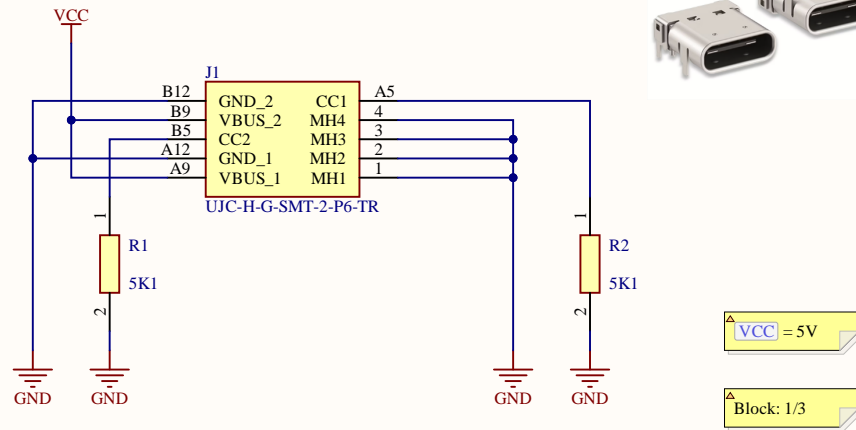 VCC
J1
B12 GND_2 CC1 A5
B9 VBUS_2 MH4 4
B5 CC2 MH3 3
A12 GND_1 MH2 2
A9 VBUS_1 MH1 1
UJC-H-G-SMT-2-P6-TR
1 1
R1 R2
5K1 5K1
2 2
VCC = 5V
GND GND GND GND
Block: 1/3